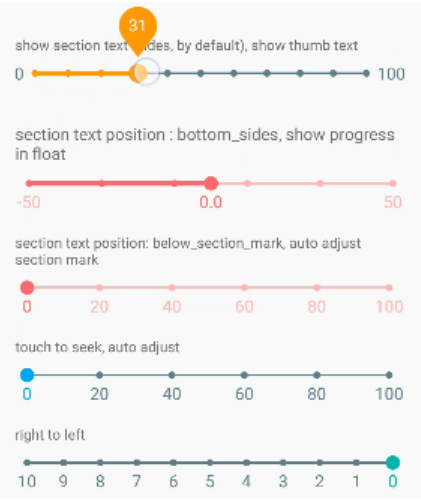 31
show section text (sides, by default), show thumb text
0 100
section text position : bottom_sides, show progress
in float
-50 0.0 50
section text position: below_section_mark, auto adjust
section mark
0 20 40 60 80 100
touch to seek, auto adjust
0 20 40 60 80 100
right to left
10 9 8 7 6 5 4 3 2 1 0